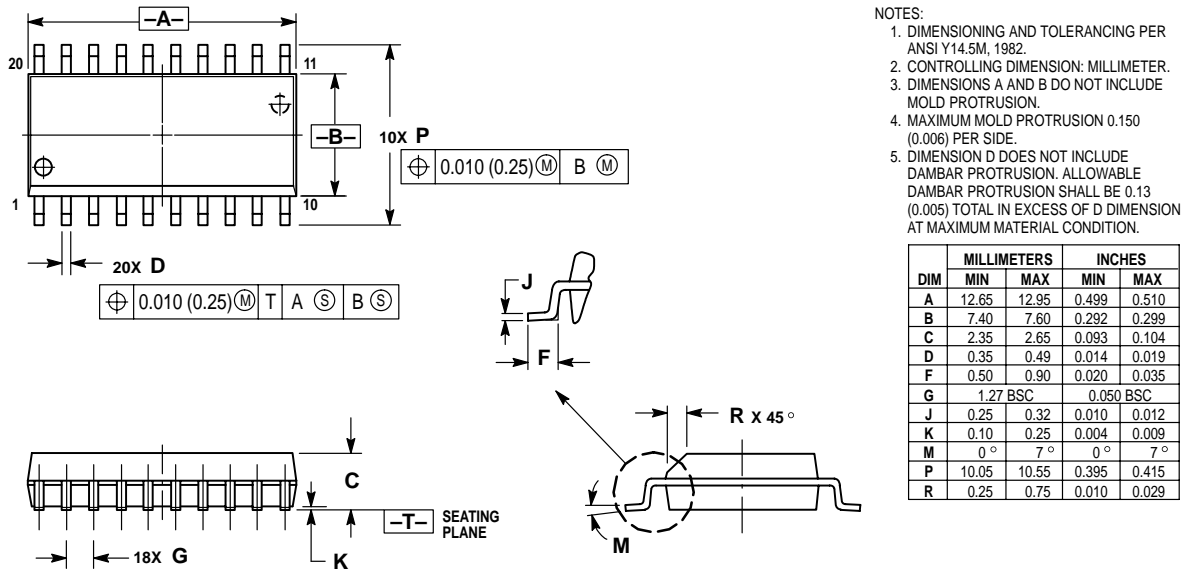 –A–
20
11
–B–
10X P
⌖ 0.010 (0.25) Ⓜ B Ⓜ
1
10
20X D
⌖ 0.010 (0.25) Ⓜ T A Ⓢ B Ⓢ
J
F
C
–T– SEATING
PLANE
18X G
K
R X 45°
M
NOTES:
1. DIMENSIONING AND TOLERANCING PER
ANSI Y14.5M, 1982.
2. CONTROLLING DIMENSION: MILLIMETER.
3. DIMENSIONS A AND B DO NOT INCLUDE
MOLD PROTRUSION.
4. MAXIMUM MOLD PROTRUSION 0.150
(0.006) PER SIDE.
5. DIMENSION D DOES NOT INCLUDE
DAMBAR PROTRUSION. ALLOWABLE
DAMBAR PROTRUSION SHALL BE 0.13
(0.005) TOTAL IN EXCESS OF D DIMENSION
AT MAXIMUM MATERIAL CONDITION.
MILLIMETERS INCHES
DIM MIN MAX MIN MAX
A 12.65 12.95 0.499 0.510
B 7.40 7.60 0.292 0.299
C 2.35 2.65 0.093 0.104
D 0.35 0.49 0.014 0.019
F 0.50 0.90 0.020 0.035
G 1.27 BSC 0.050 BSC
J 0.25 0.32 0.010 0.012
K 0.10 0.25 0.004 0.009
M 0° 7° 0° 7°
P 10.05 10.55 0.395 0.415
R 0.25 0.75 0.010 0.029